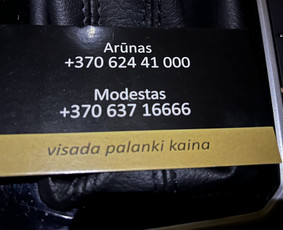 Arūnas
+370 624 41 000
Modestas
+370 637 16666
visada palanki kaina